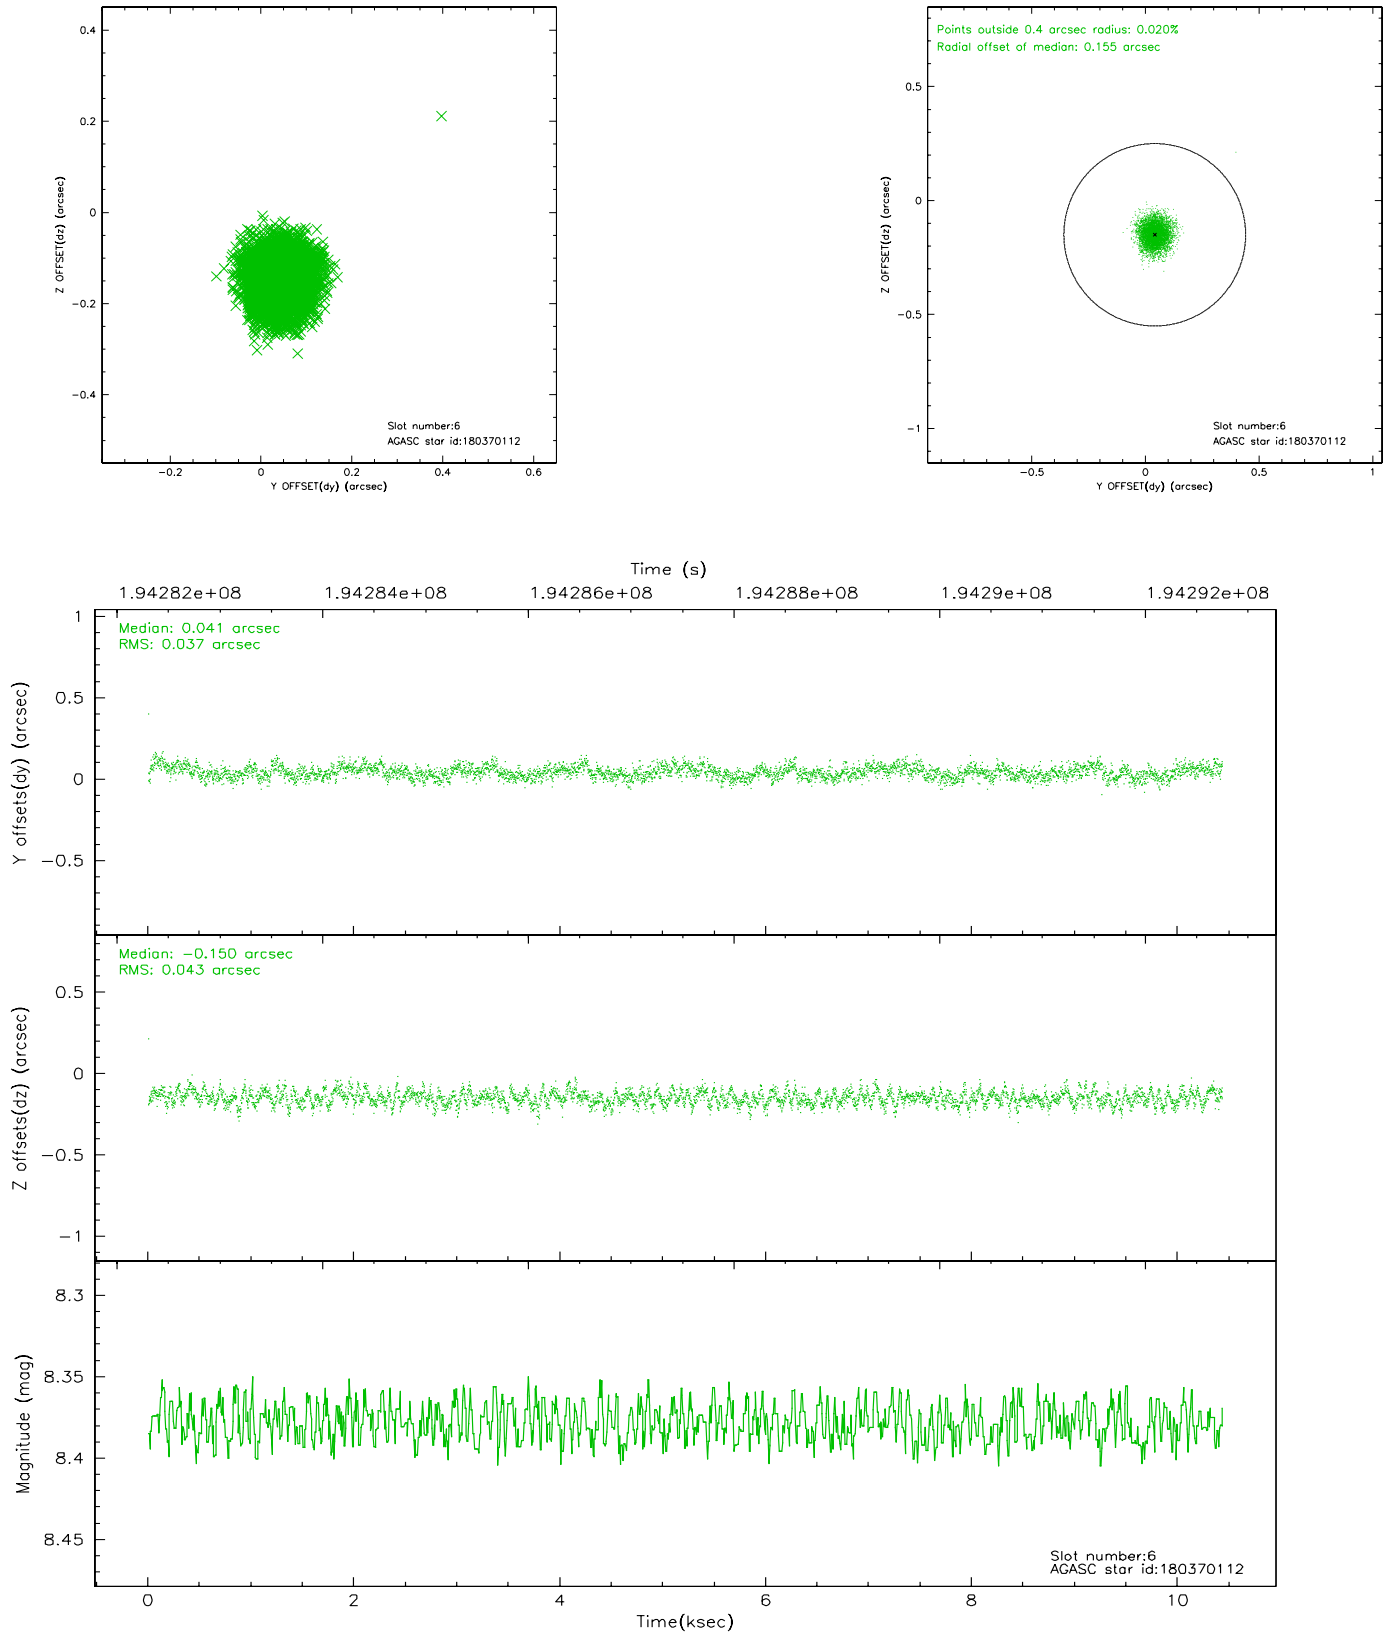 0.4
0.2
0
−0.2
−0.4
Z OFFSET(dz) (arcsec)
Slot number:6
AGASC star id:180370112
−0.2
0
0.2
0.4
0.6
Y OFFSET(dy) (arcsec)
Points outside 0.4 arcsec radius: 0.020%
Radial offset of median: 0.155 arcsec
0.5
0
−0.5
−1
Z OFFSET(dz) (arcsec)
Slot number:6
AGASC star id:180370112
−0.5
0
0.5
1
Y OFFSET(dy) (arcsec)
Time (s)
1.94282e+08
1.94284e+08
1.94286e+08
1.94288e+08
1.9429e+08
1.94292e+08
Median: 0.041 arcsec
RMS: 0.037 arcsec
1
0.5
0
−0.5
Y offsets(dy) (arcsec)
Median: −0.150 arcsec
RMS: 0.043 arcsec
0.5
0
−0.5
−1
Z offsets(dz) (arcsec)
8.3
8.35
8.4
8.45
Magnitude (mag)
Slot number:6
AGASC star id:180370112
0
2
4
6
8
10
Time(ksec)